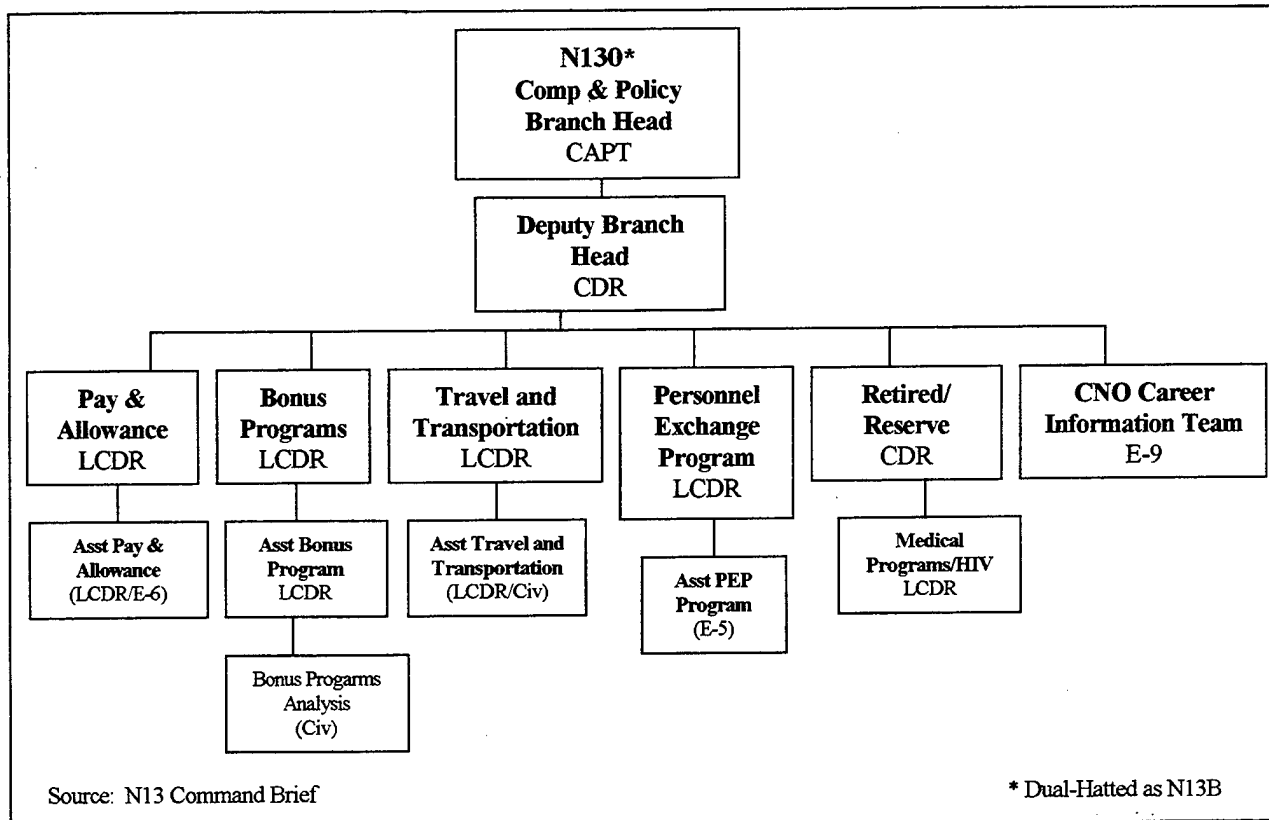 N130*
Comp & Policy
Branch Head
CAPT
Deputy Branch
Head
CDR
Pay &
Allowance
LCDR
Bonus
Programs
LCDR
Travel and
Transportation
LCDR
Personnel
Exchange
Program
LCDR
Retired/
Reserve
CDR
CNO Career
Information Team
E-9
Asst Pay &
Allowance
(LCDR/E-6)
Asst Bonus
Program
LCDR
Asst Travel and
Transportation
(LCDR/Civ)
Asst PEP
Program
(E-5)
Medical
Programs/HIV
LCDR
Bonus Progarms
Analysis
(Civ)
Source: N13 Command Brief
* Dual-Hatted as N13B